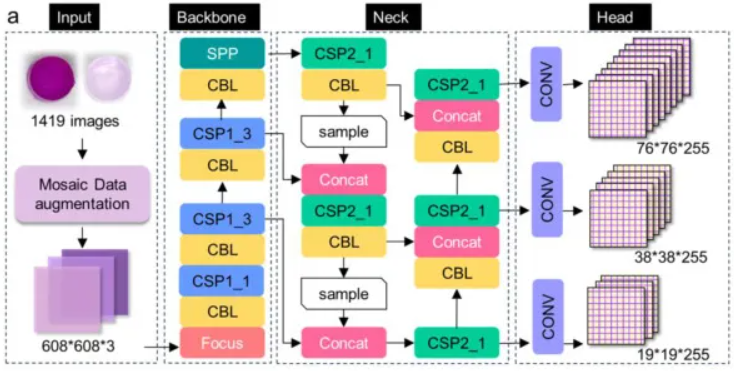 a
Input
Backbone
Neck
Head
1419 images
Mosaic Data
augmentation
608*608*3
SPP
CBL
CSP1_3
CBL
CSP1_3
CBL
CSP1_1
CBL
Focus
CSP2_1
CBL
sample
Concat
CSP2_1
CBL
sample
Concat
CSP2_1
Concat
CBL
CSP2_1
Concat
CBL
CSP2_1
CONV
76*76*255
CONV
38*38*255
CONV
19*19*255